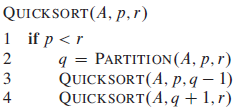 QUICKSORT(A, p, r)
1 if p < r
2 q = PARTITION(A, p, r)
3 QUICKSORT(A, p, q − 1)
4 QUICKSORT(A, q + 1, r)